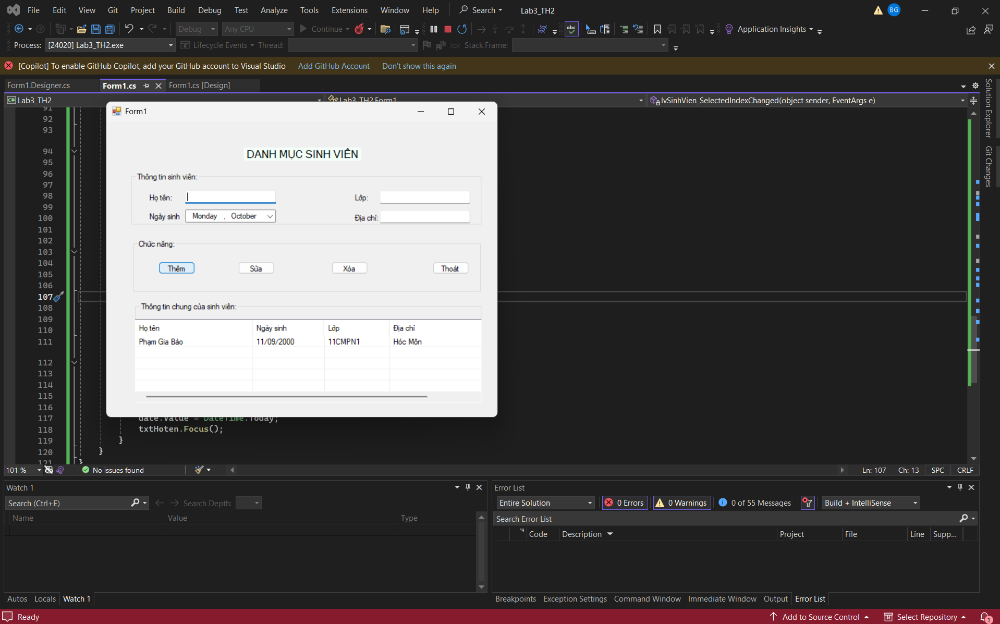 File Edit View Git Project Build Debug Test Analyze Tools Extensions Window Help Search Lab3_TH2 BG
Debug Any CPU Continue Application Insights
Process: [24020] Lab3_TH2.exe Lifecycle Events Thread: Stack Frame:
[Copilot] To enable GitHub Copilot, add your GitHub account to Visual Studio Add GitHub Account Don't show this again
Form1.Designer.cs Form1.cs Form1.cs [Design]
Lab3_TH2 Lab3_TH2.Form1 lvSinhVien_SelectedIndexChanged(object sender, EventArgs e)
Solution Explorer
Git Changes
Form1
DANH MỤC SINH VIÊN
Thông tin sinh viên:
Họ tên: Lớp:
Ngày sinh Monday , October Địa chỉ:
Chức năng:
Thêm Sửa Xóa Thoát
Thông tin chung của sinh viên:
Họ tên Ngày sinh Lớp Địa chỉ
Phạm Gia Bảo 11/09/2000 11CMPN1 Hóc Môn
91
92
93
94
95
96
97
98
99
100
101
102
103
104
105
106
107
108
109
110
111
112
113
114
115
116
117 date.Value = DateTime.Today;
118 txtHoten.Focus();
119 }
120 }
121 }
101 % No issues found Ln: 107 Ch: 13 SPC CRLF
Watch 1
Search (Ctrl+E) Search Depth:
Name Value Type
Autos Locals Watch 1
Error List
Entire Solution 0 Errors 0 Warnings 0 of 55 Messages Build + IntelliSense
Search Error List
Code Description Project File Line Supp...
Breakpoints Exception Settings Command Window Immediate Window Output Error List
Ready Add to Source Control Select Repository 1